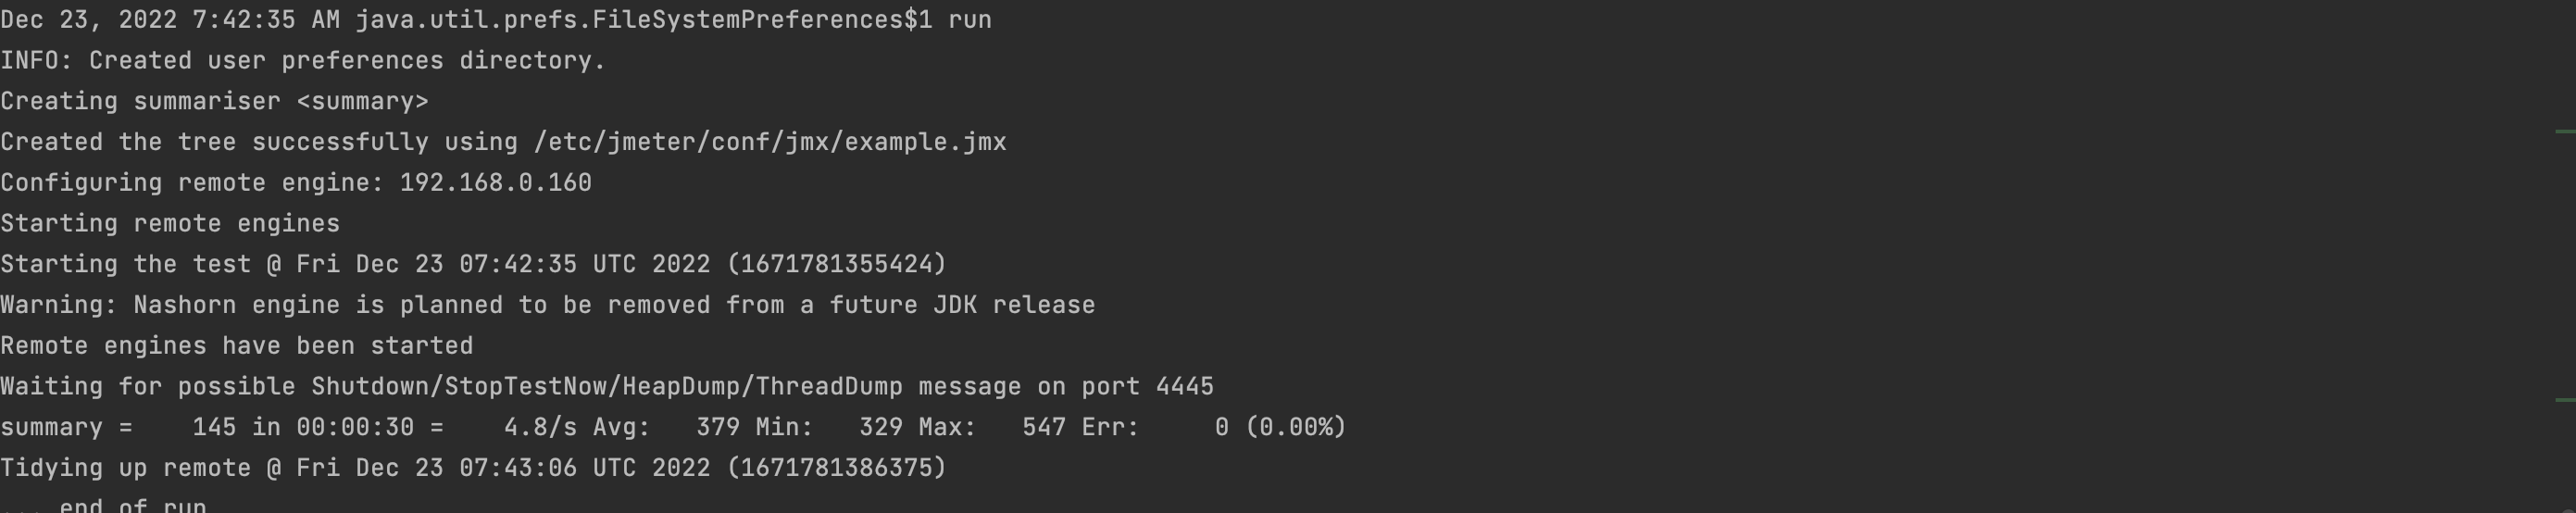 Dec 23, 2022 7:42:35 AM java.util.prefs.FileSystemPreferences$1 run
INFO: Created user preferences directory.
Creating summariser <summary>
Created the tree successfully using /etc/jmeter/conf/jmx/example.jmx
Configuring remote engine: 192.168.0.160
Starting remote engines
Starting the test @ Fri Dec 23 07:42:35 UTC 2022 (1671781355424)
Warning: Nashorn engine is planned to be removed from a future JDK release
Remote engines have been started
Waiting for possible Shutdown/StopTestNow/HeapDump/ThreadDump message on port 4445
summary =    145 in 00:00:30 =    4.8/s Avg:   379 Min:   329 Max:   547 Err:     0 (0.00%)
Tidying up remote @ Fri Dec 23 07:43:06 UTC 2022 (1671781386375)
... end of run